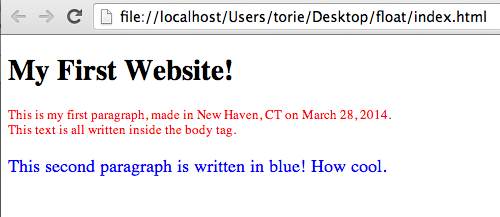 file://localhost/Users/torie/Desktop/float/index.html
My First Website!
This is my first paragraph, made in New Haven, CT on March 28, 2014.
This text is all written inside the body tag.
This second paragraph is written in blue! How cool.